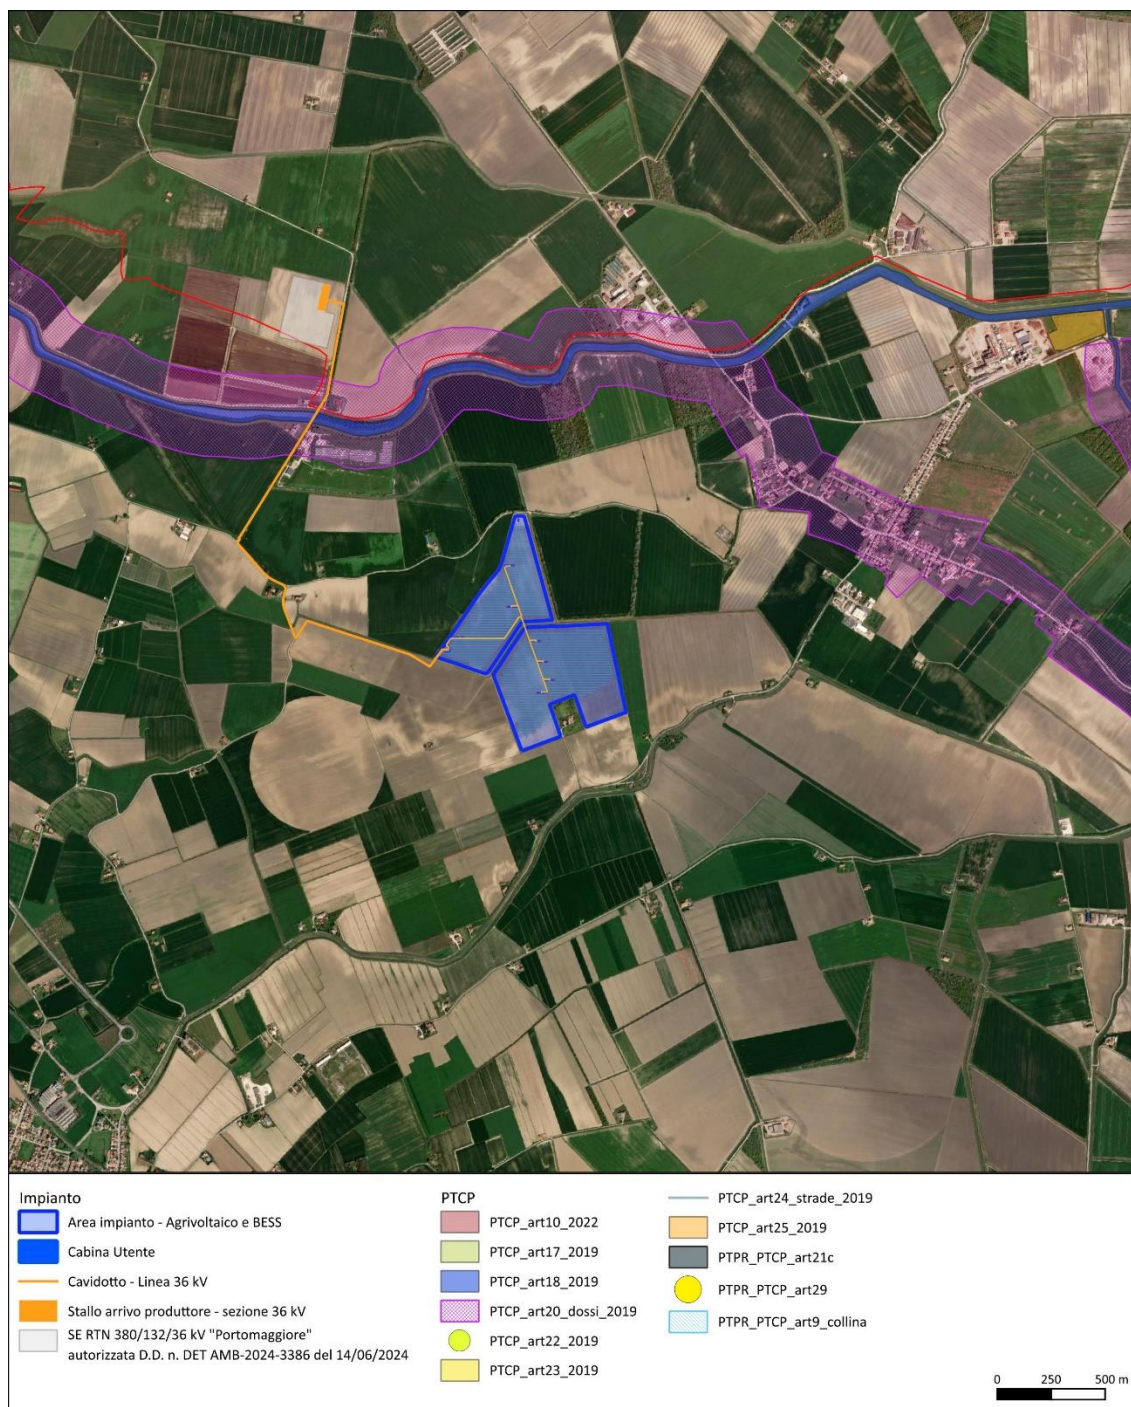 Impianto
Area impianto - Agrivoltaico e BESS
Cabina Utente
Cavidotto - Linea 36 kV
Stallo arrivo produttore - sezione 36 kV
SE RTN 380/132/36 kV "Portomaggiore"
autorizzata D.D. n. DET AMB-2024-3386 del 14/06/2024
PTCP
PTCP_art10_2022
PTCP_art17_2019
PTCP_art18_2019
PTCP_art20_dossi_2019
PTCP_art22_2019
PTCP_art23_2019
PTCP_art24_strade_2019
PTCP_art25_2019
PTPR_PTCP_art21c
PTPR_PTCP_art29
PTPR_PTCP_art9_collina
0 250 500 m